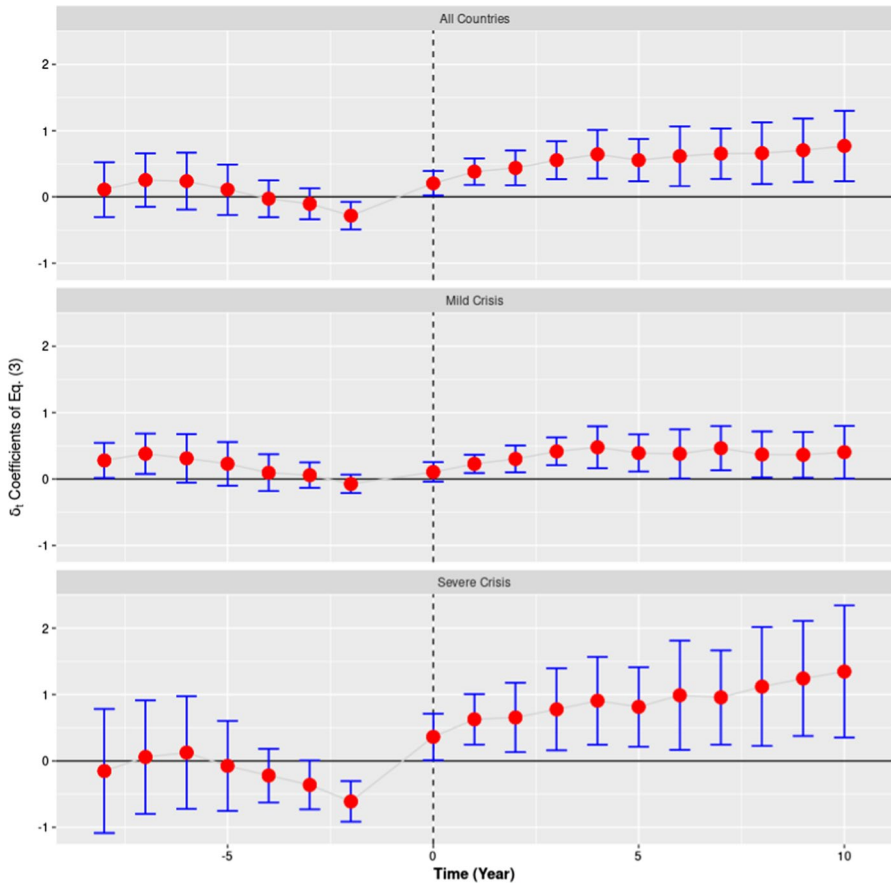 All Countries
2
1
0
-1
Mild Crisis
2
1
0
-1
δt Coefficients of Eq. (3)
Severe Crisis
2
1
0
-1
-5 0 5 10
Time (Year)